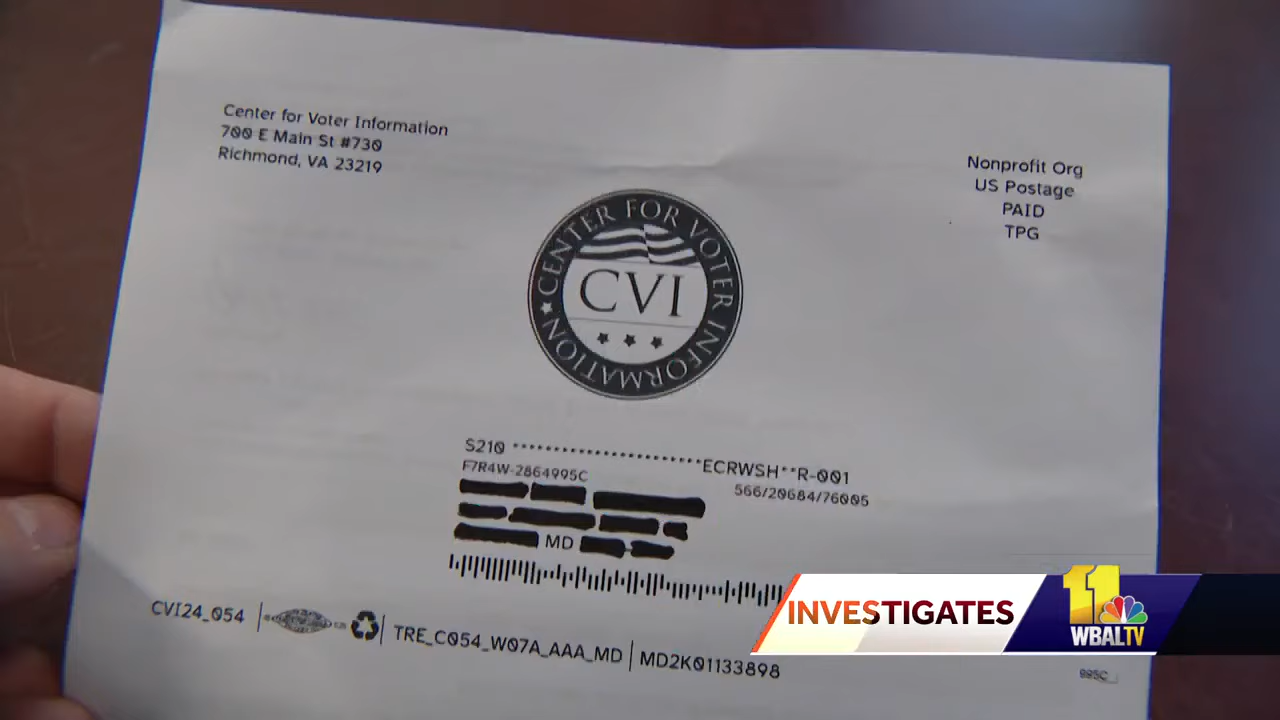 Center for Voter Information
700 E Main St #730
Richmond, VA 23219
Nonprofit Org
US Postage
PAID
TPG
CENTER FOR VOTER INFORMATION
CVI
S210 **********************ECRWSH**R-001
F7R4W-2864995C
566/20684/76005
MD
CVI24_054
TRE_C054_W07A_AAA_MD
MD2K01133898
995C
INVESTIGATES
11
WBALTV